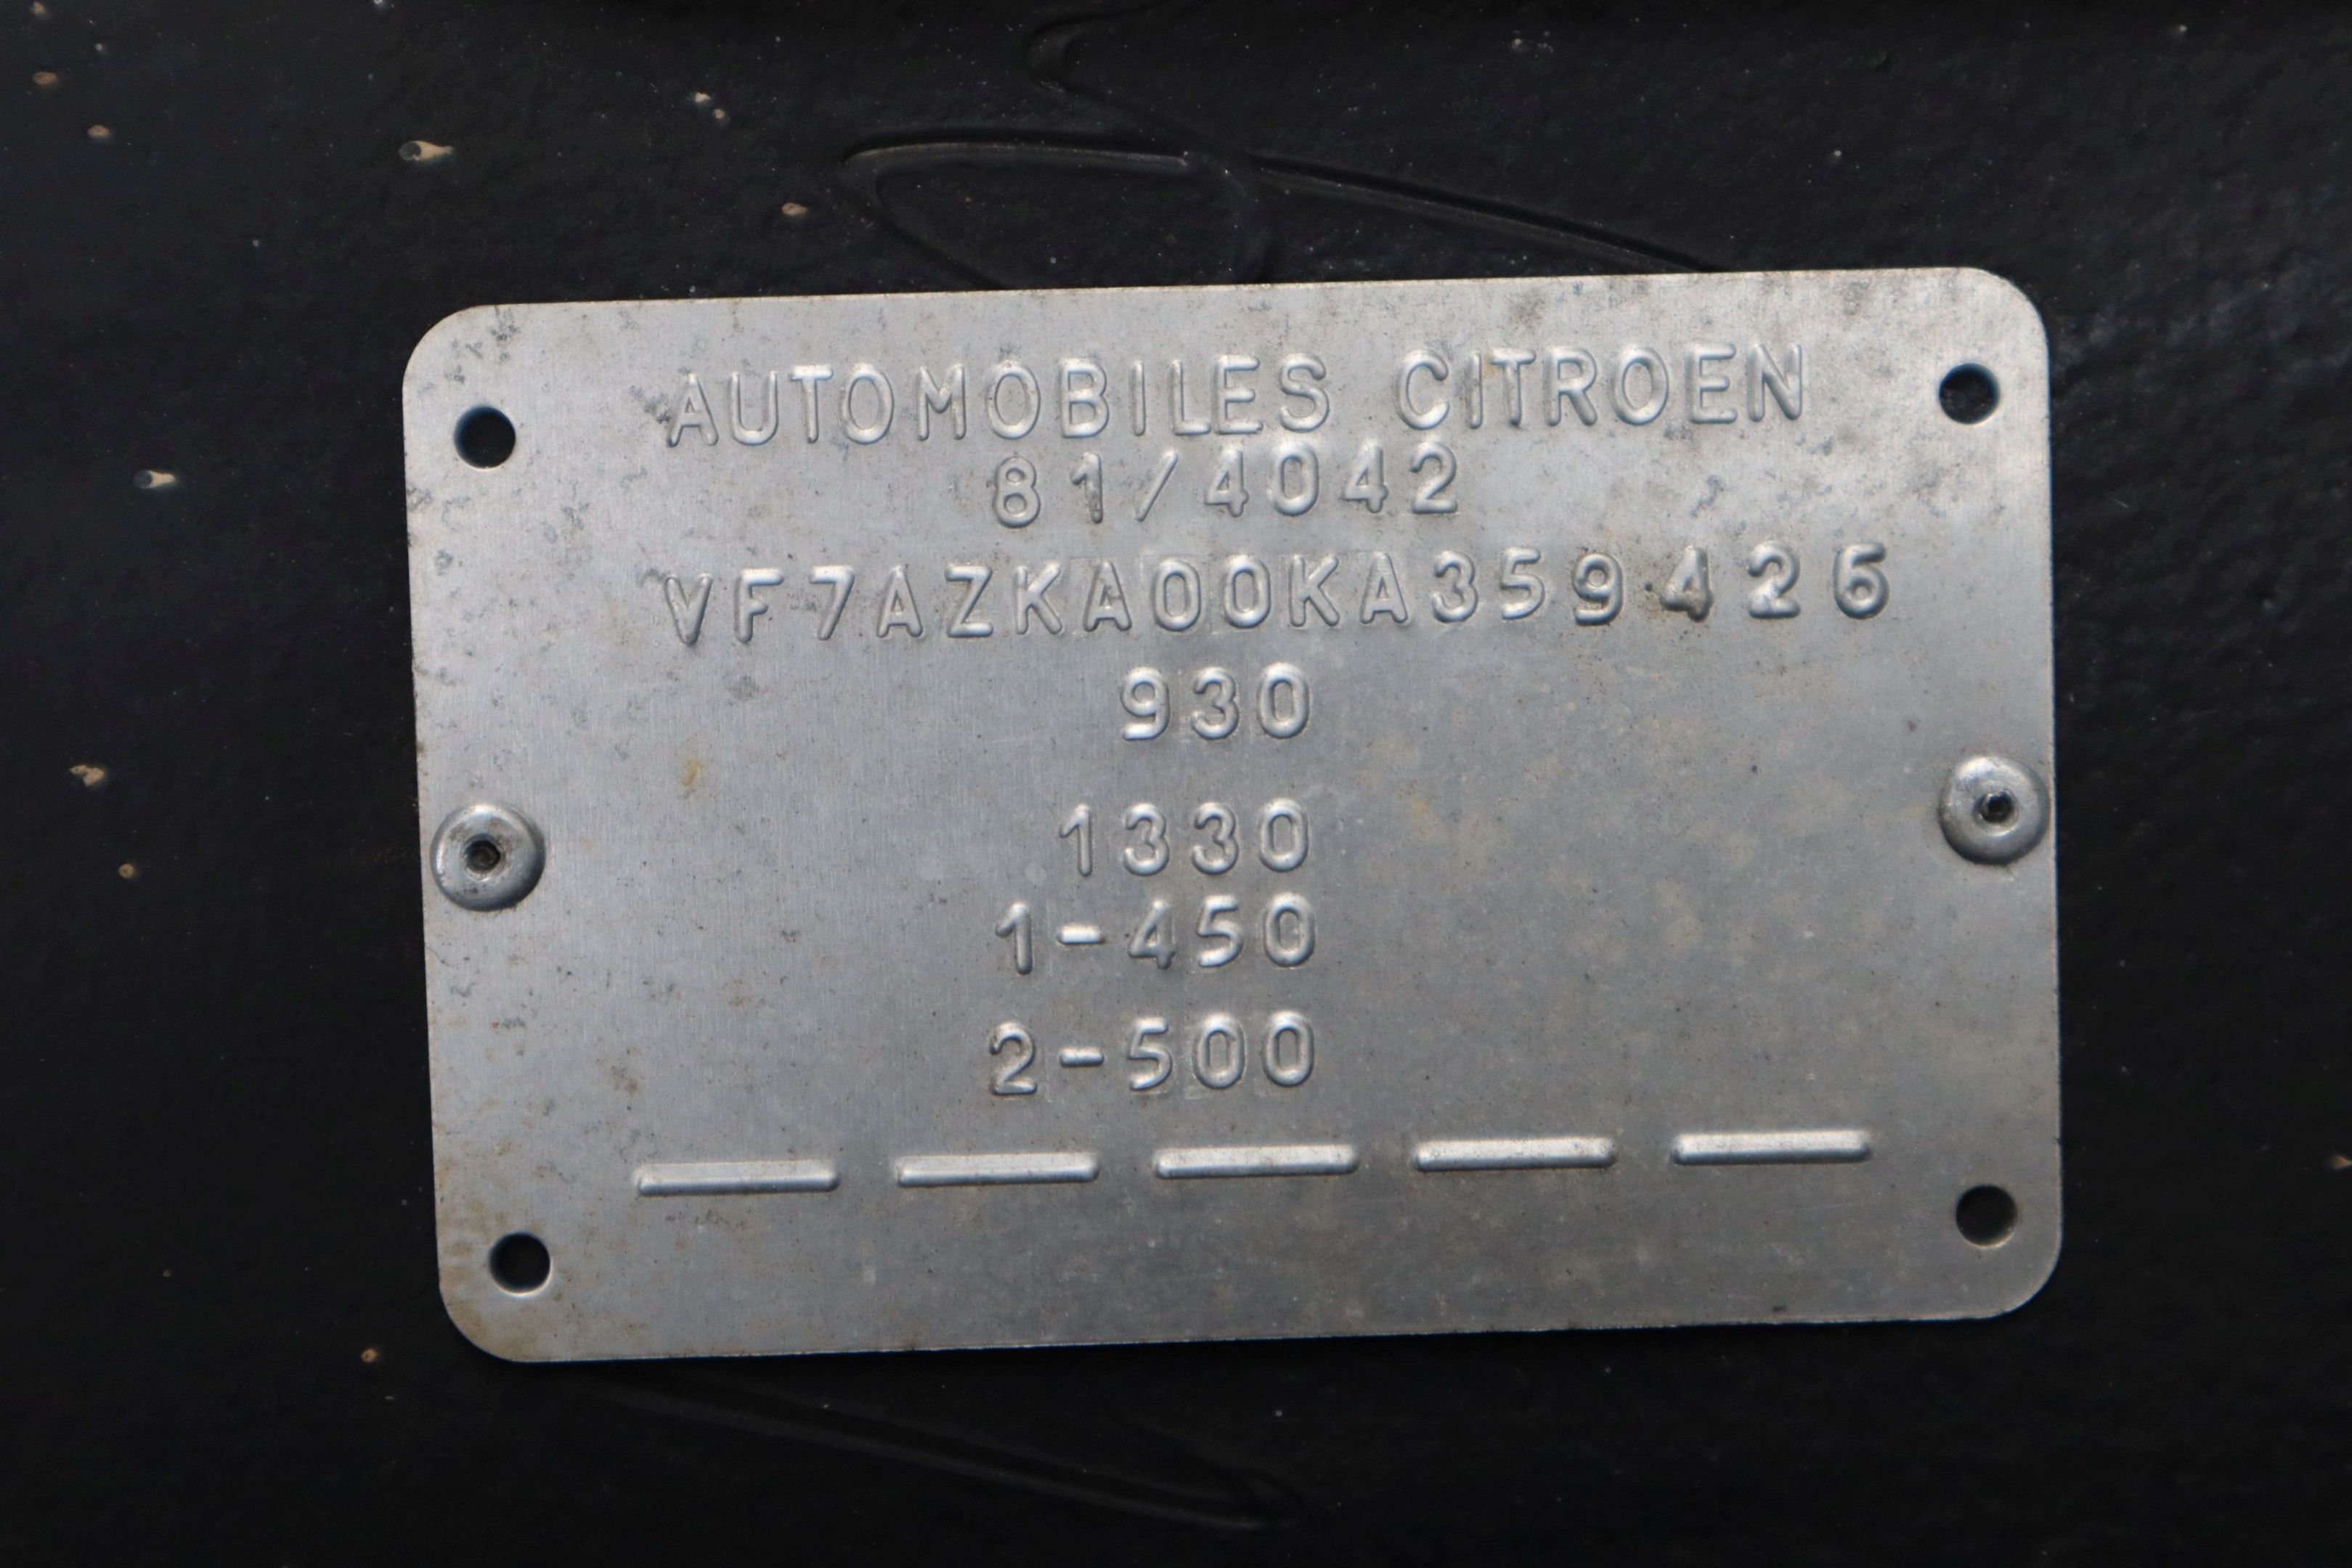 AUTOMOBILES CITROEN
81/4042
VF7AZKA00KA359426
930
1330
1-450
2-500